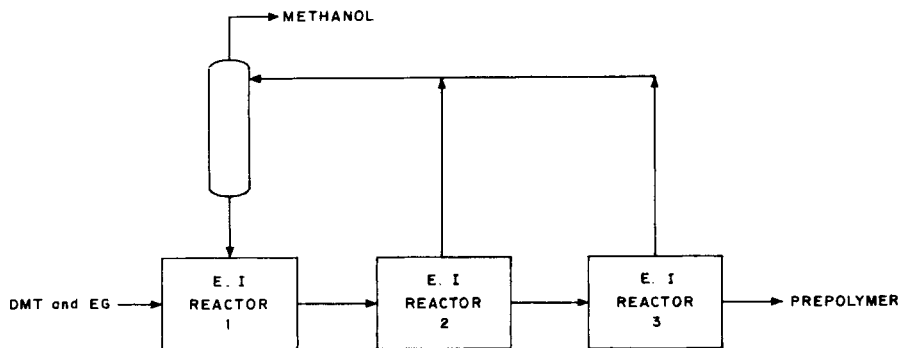 METHANOL
DMT and EG
E. I
REACTOR
1
E. I
REACTOR
2
E. I
REACTOR
3
PREPOLYMER